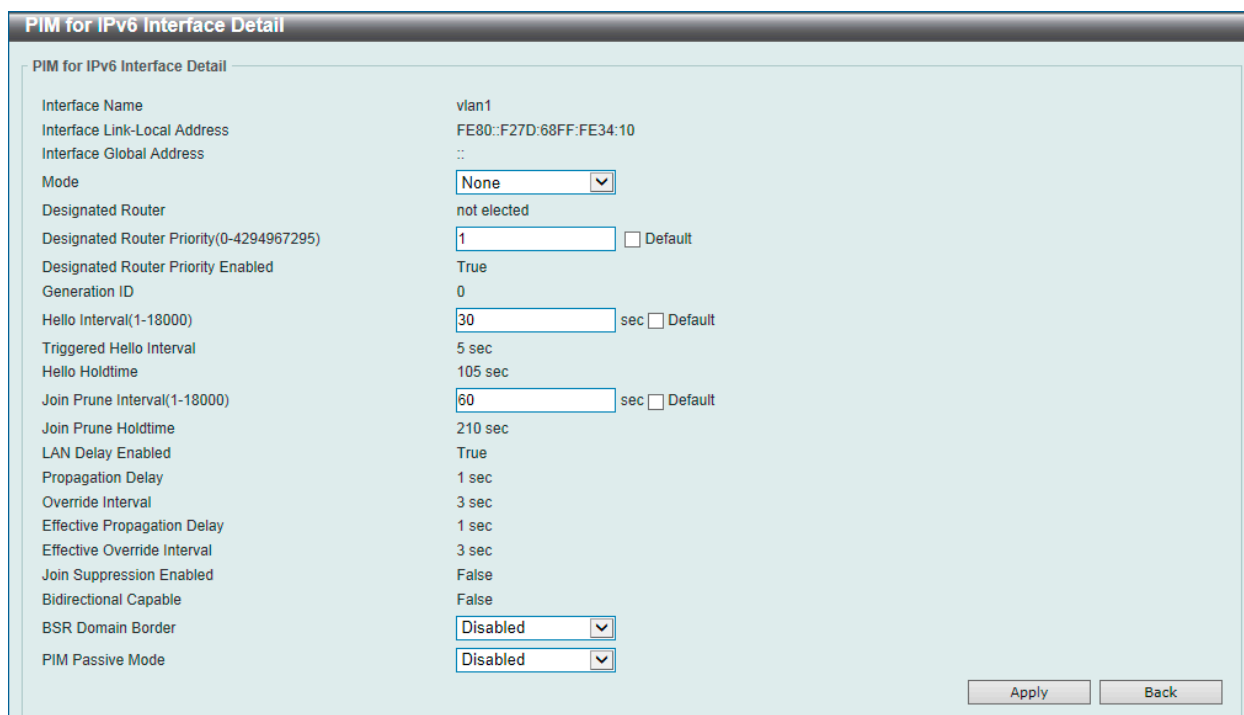 PIM for IPv6 Interface Detail
PIM for IPv6 Interface Detail
Interface Name vlan1
Interface Link-Local Address FE80::F27D:68FF:FE34:10
Interface Global Address ::
Mode None
Designated Router not elected
Designated Router Priority(0-4294967295) 1 Default
Designated Router Priority Enabled True
Generation ID 0
Hello Interval(1-18000) 30 sec Default
Triggered Hello Interval 5 sec
Hello Holdtime 105 sec
Join Prune Interval(1-18000) 60 sec Default
Join Prune Holdtime 210 sec
LAN Delay Enabled True
Propagation Delay 1 sec
Override Interval 3 sec
Effective Propagation Delay 1 sec
Effective Override Interval 3 sec
Join Suppression Enabled False
Bidirectional Capable False
BSR Domain Border Disabled
PIM Passive Mode Disabled
Apply Back